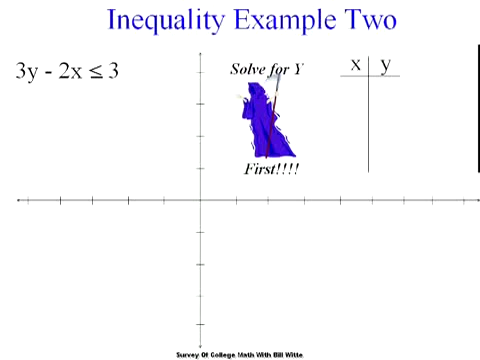 Inequality Example Two
3y - 2x ≤ 3
Solve for Y
First!!!!
x y
Survey Of College Math With Bill Witte